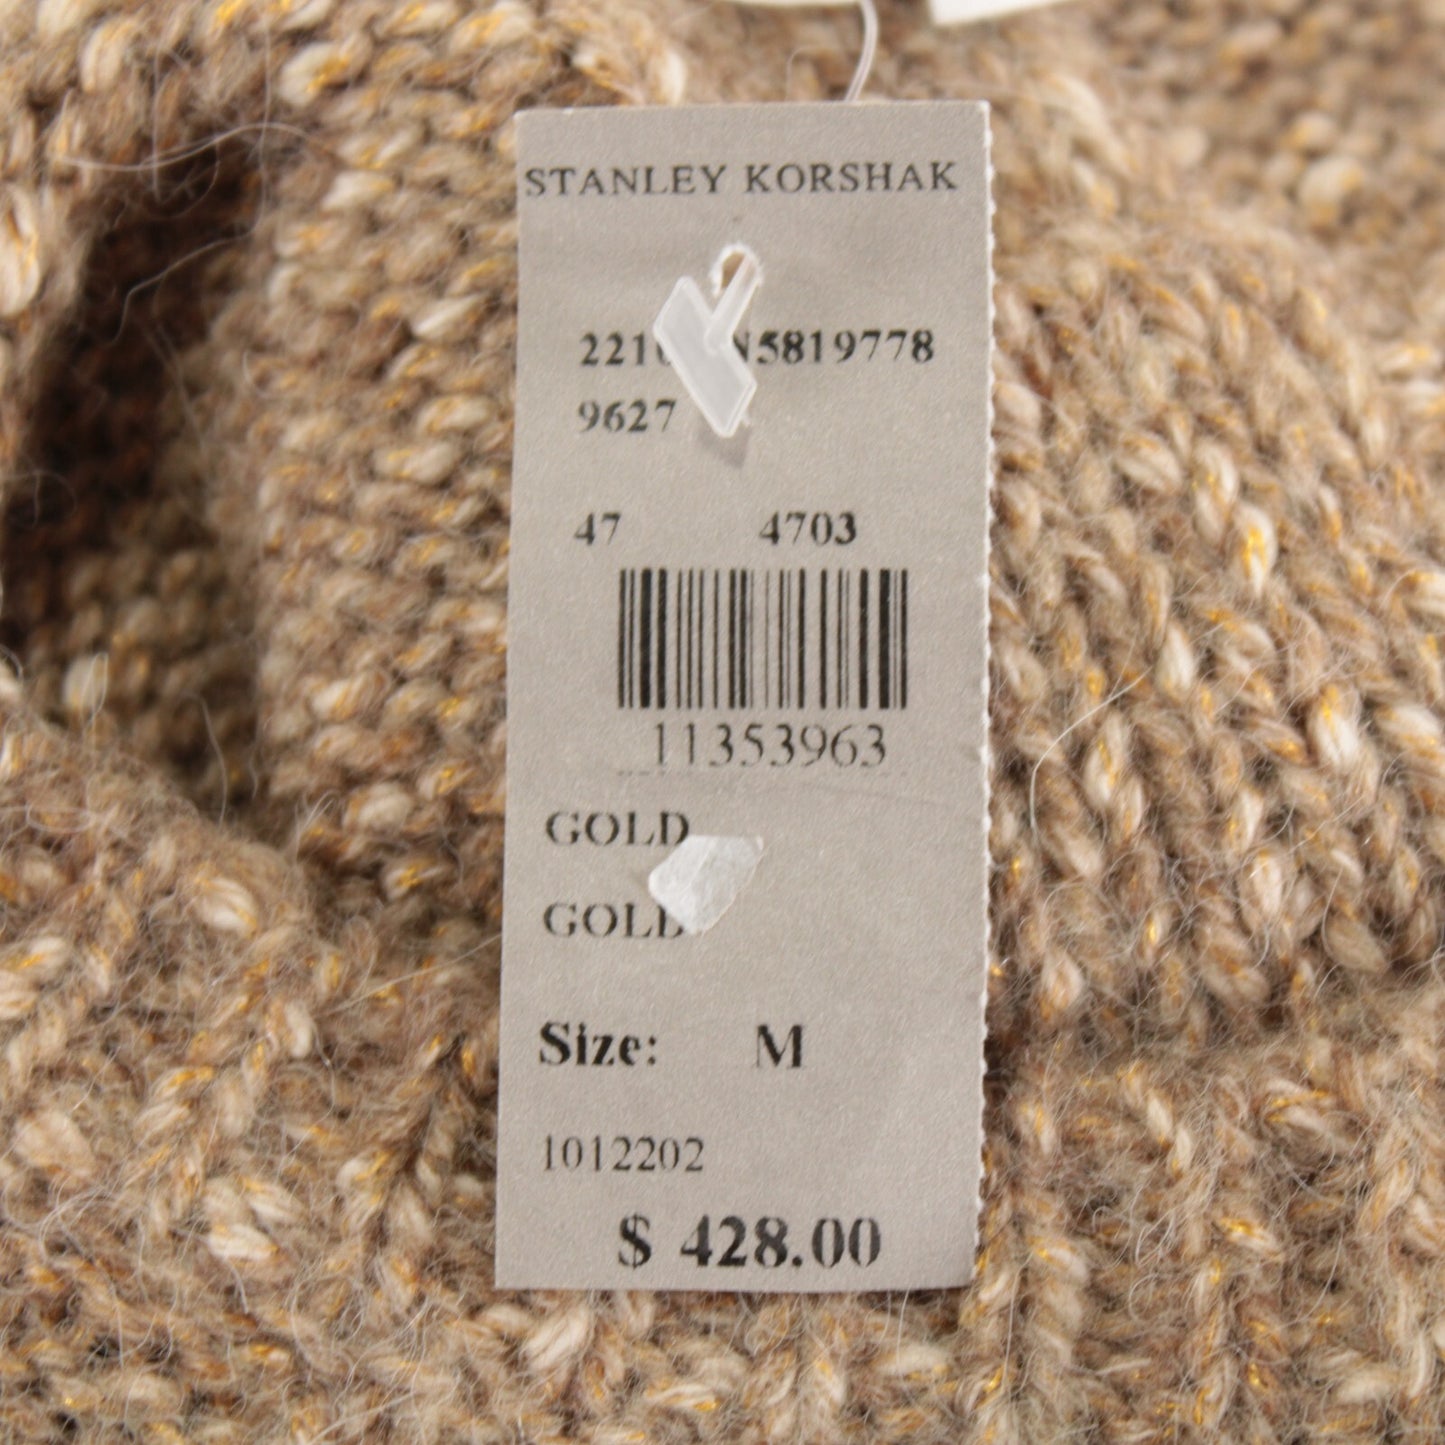 STANLEY KORSHAK
N5819778
9627
47 4703
11353963
GOLD
GOLD
Size: M
1012202
$ 428.00